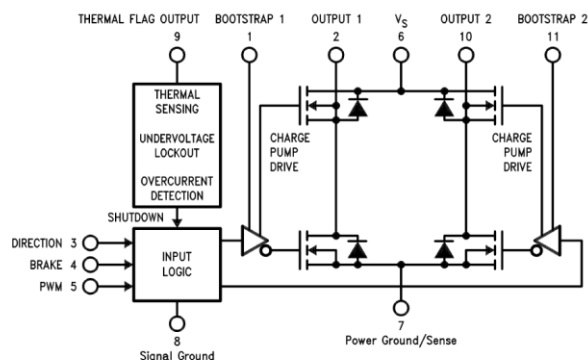 THERMAL FLAG OUTPUT
9
BOOTSTRAP 1
1
OUTPUT 1
2
VS
6
OUTPUT 2
10
BOOTSTRAP 2
11
THERMAL
SENSING
UNDERVOLTAGE
LOCKOUT
OVERCURRENT
DETECTION
CHARGE
PUMP
DRIVE
CHARGE
PUMP
DRIVE
SHUTDOWN
DIRECTION 3
BRAKE 4
PWM 5
INPUT
LOGIC
8
Signal Ground
7
Power Ground/Sense